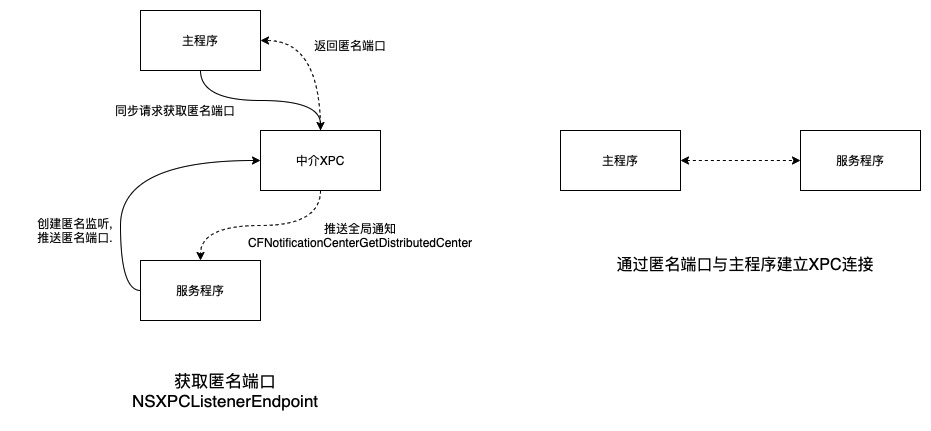 主程序
返回匿名端口
同步请求获取匿名端口
中介XPC
创建匿名监听,
推送匿名端口.
推送全局通知
CFNotificationCenterGetDistributedCenter
服务程序
获取匿名端口
NSXPCListenerEndpoint
主程序
服务程序
通过匿名端口与主程序建立XPC连接